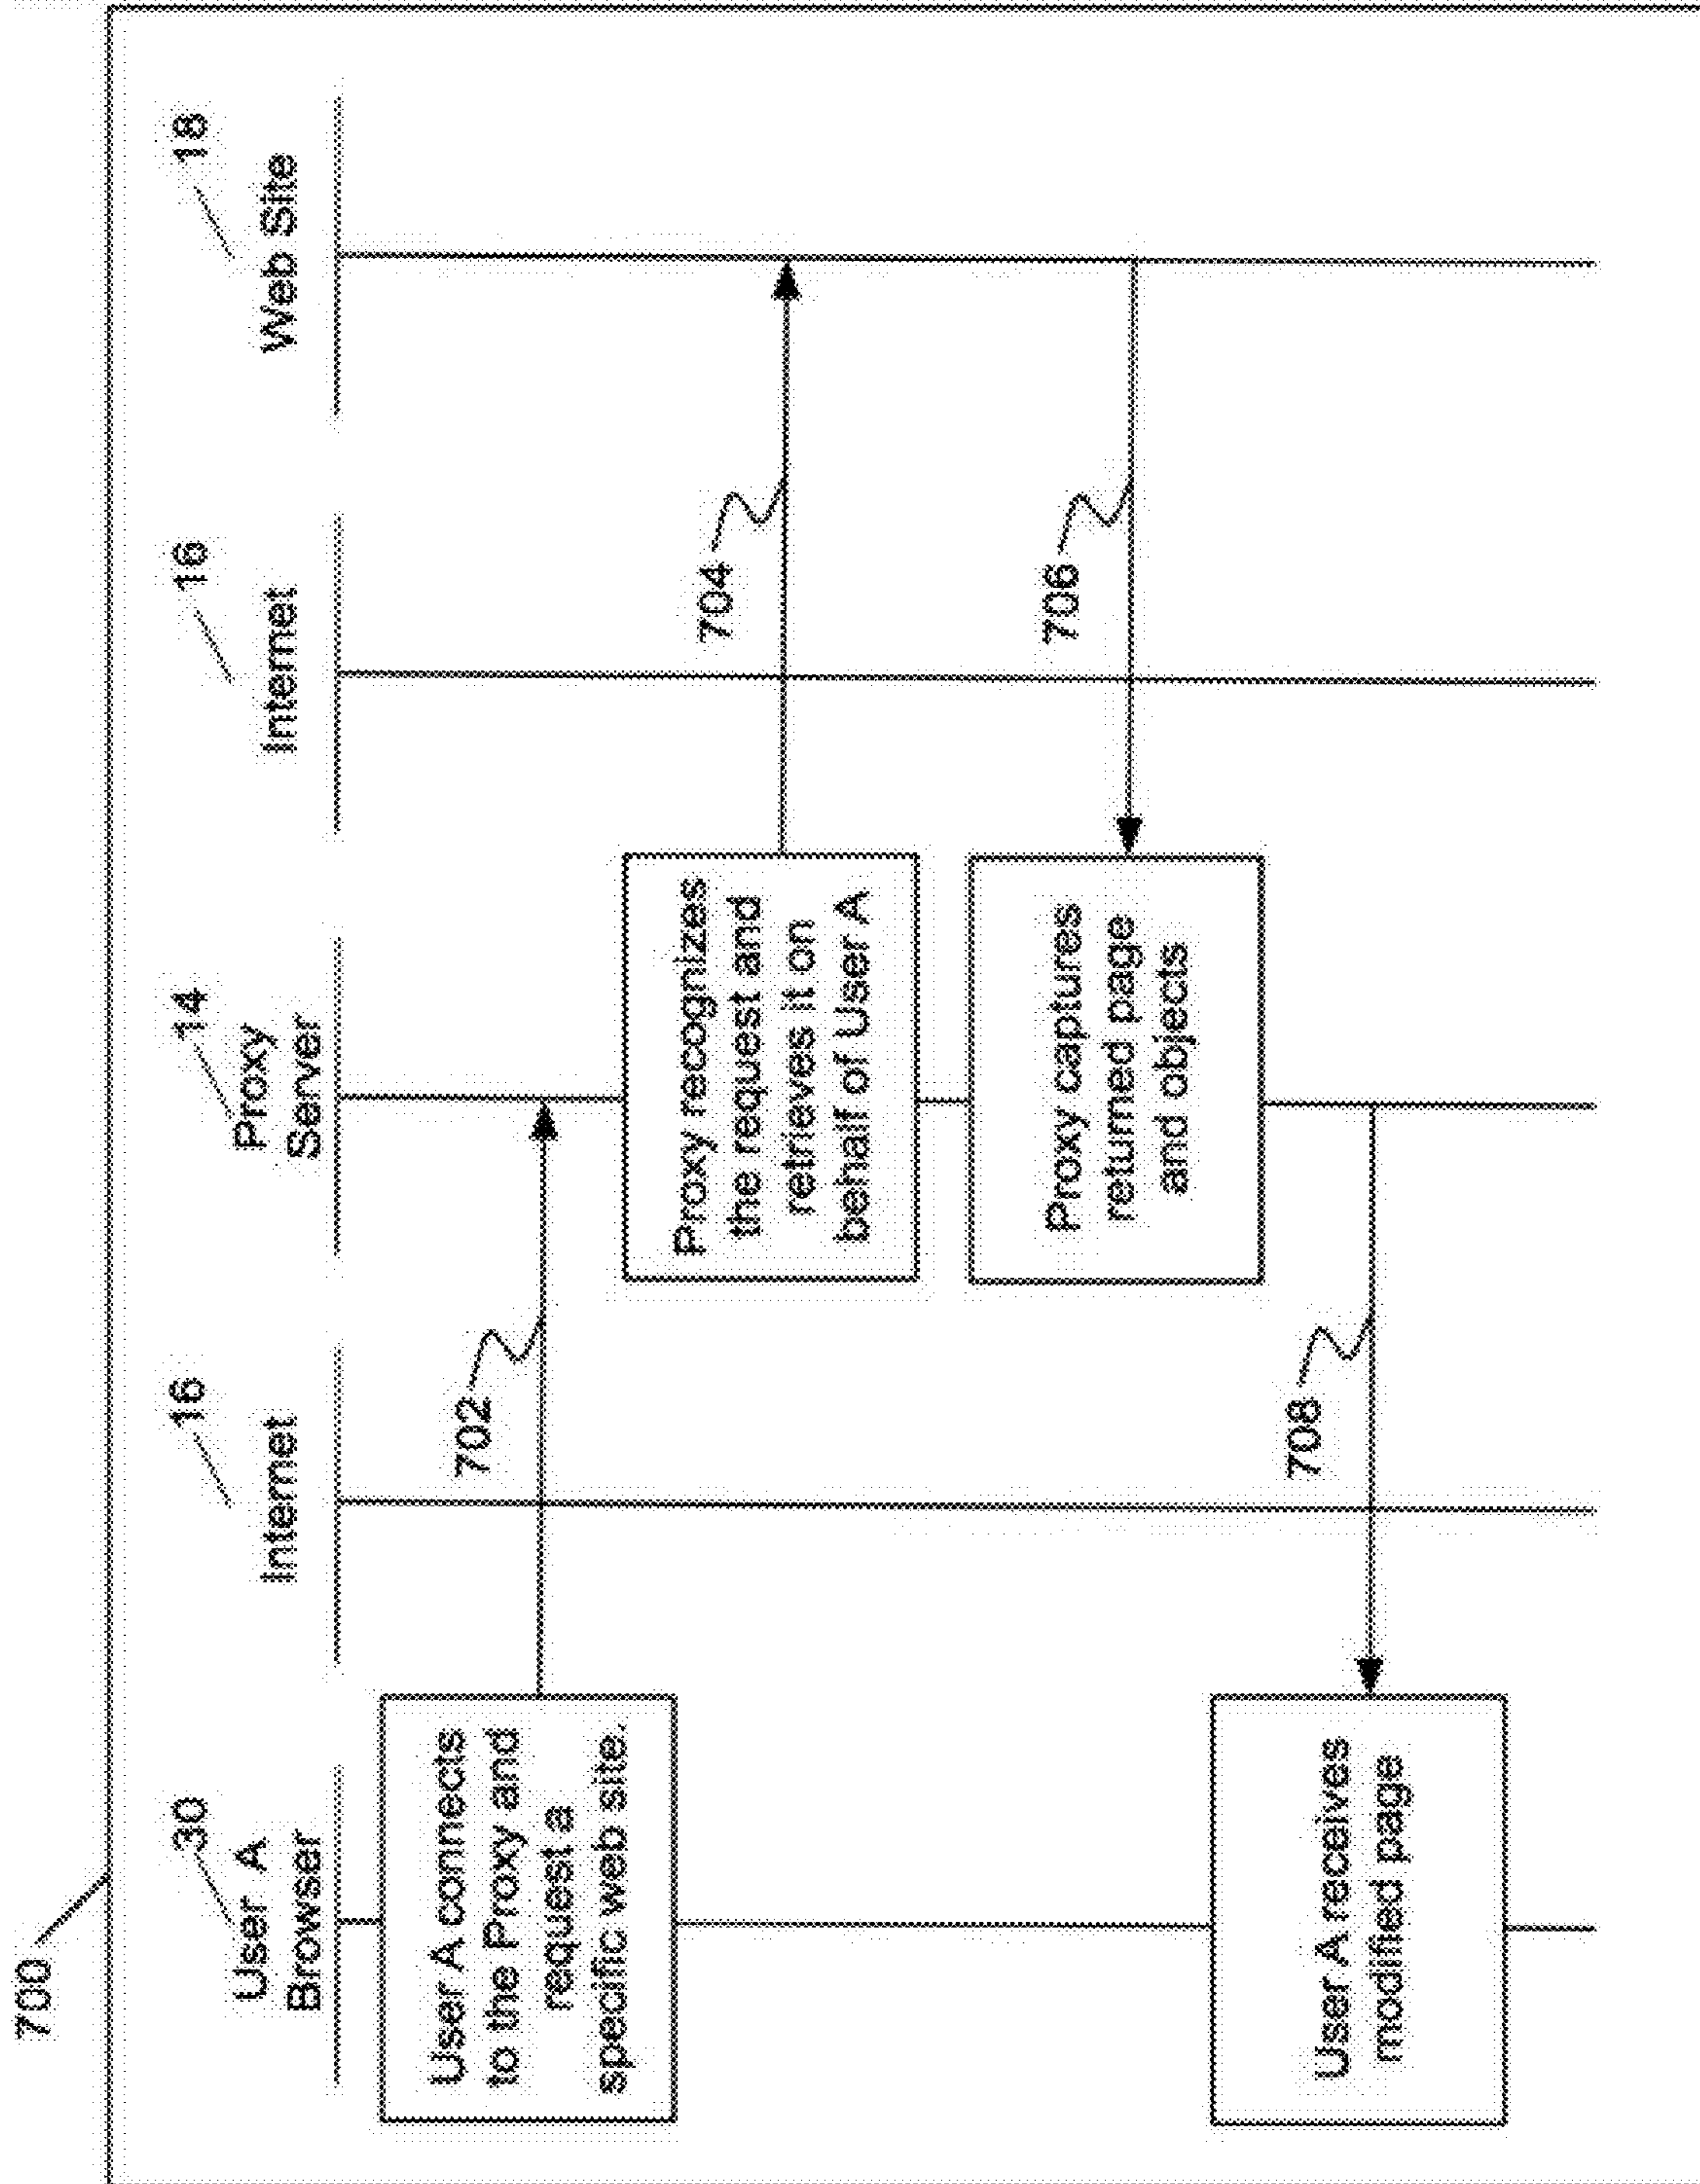 700
30
User A
Browser
16
Internet
14
Proxy
Server
16
Internet
18
Web Site
User A connects
to the Proxy and
request a
specific web site.
702
Proxy recognizes
the request and
retrieves it on
behalf of User A
704
Proxy captures
returned page
and objects
706
User A receives
modified page
708